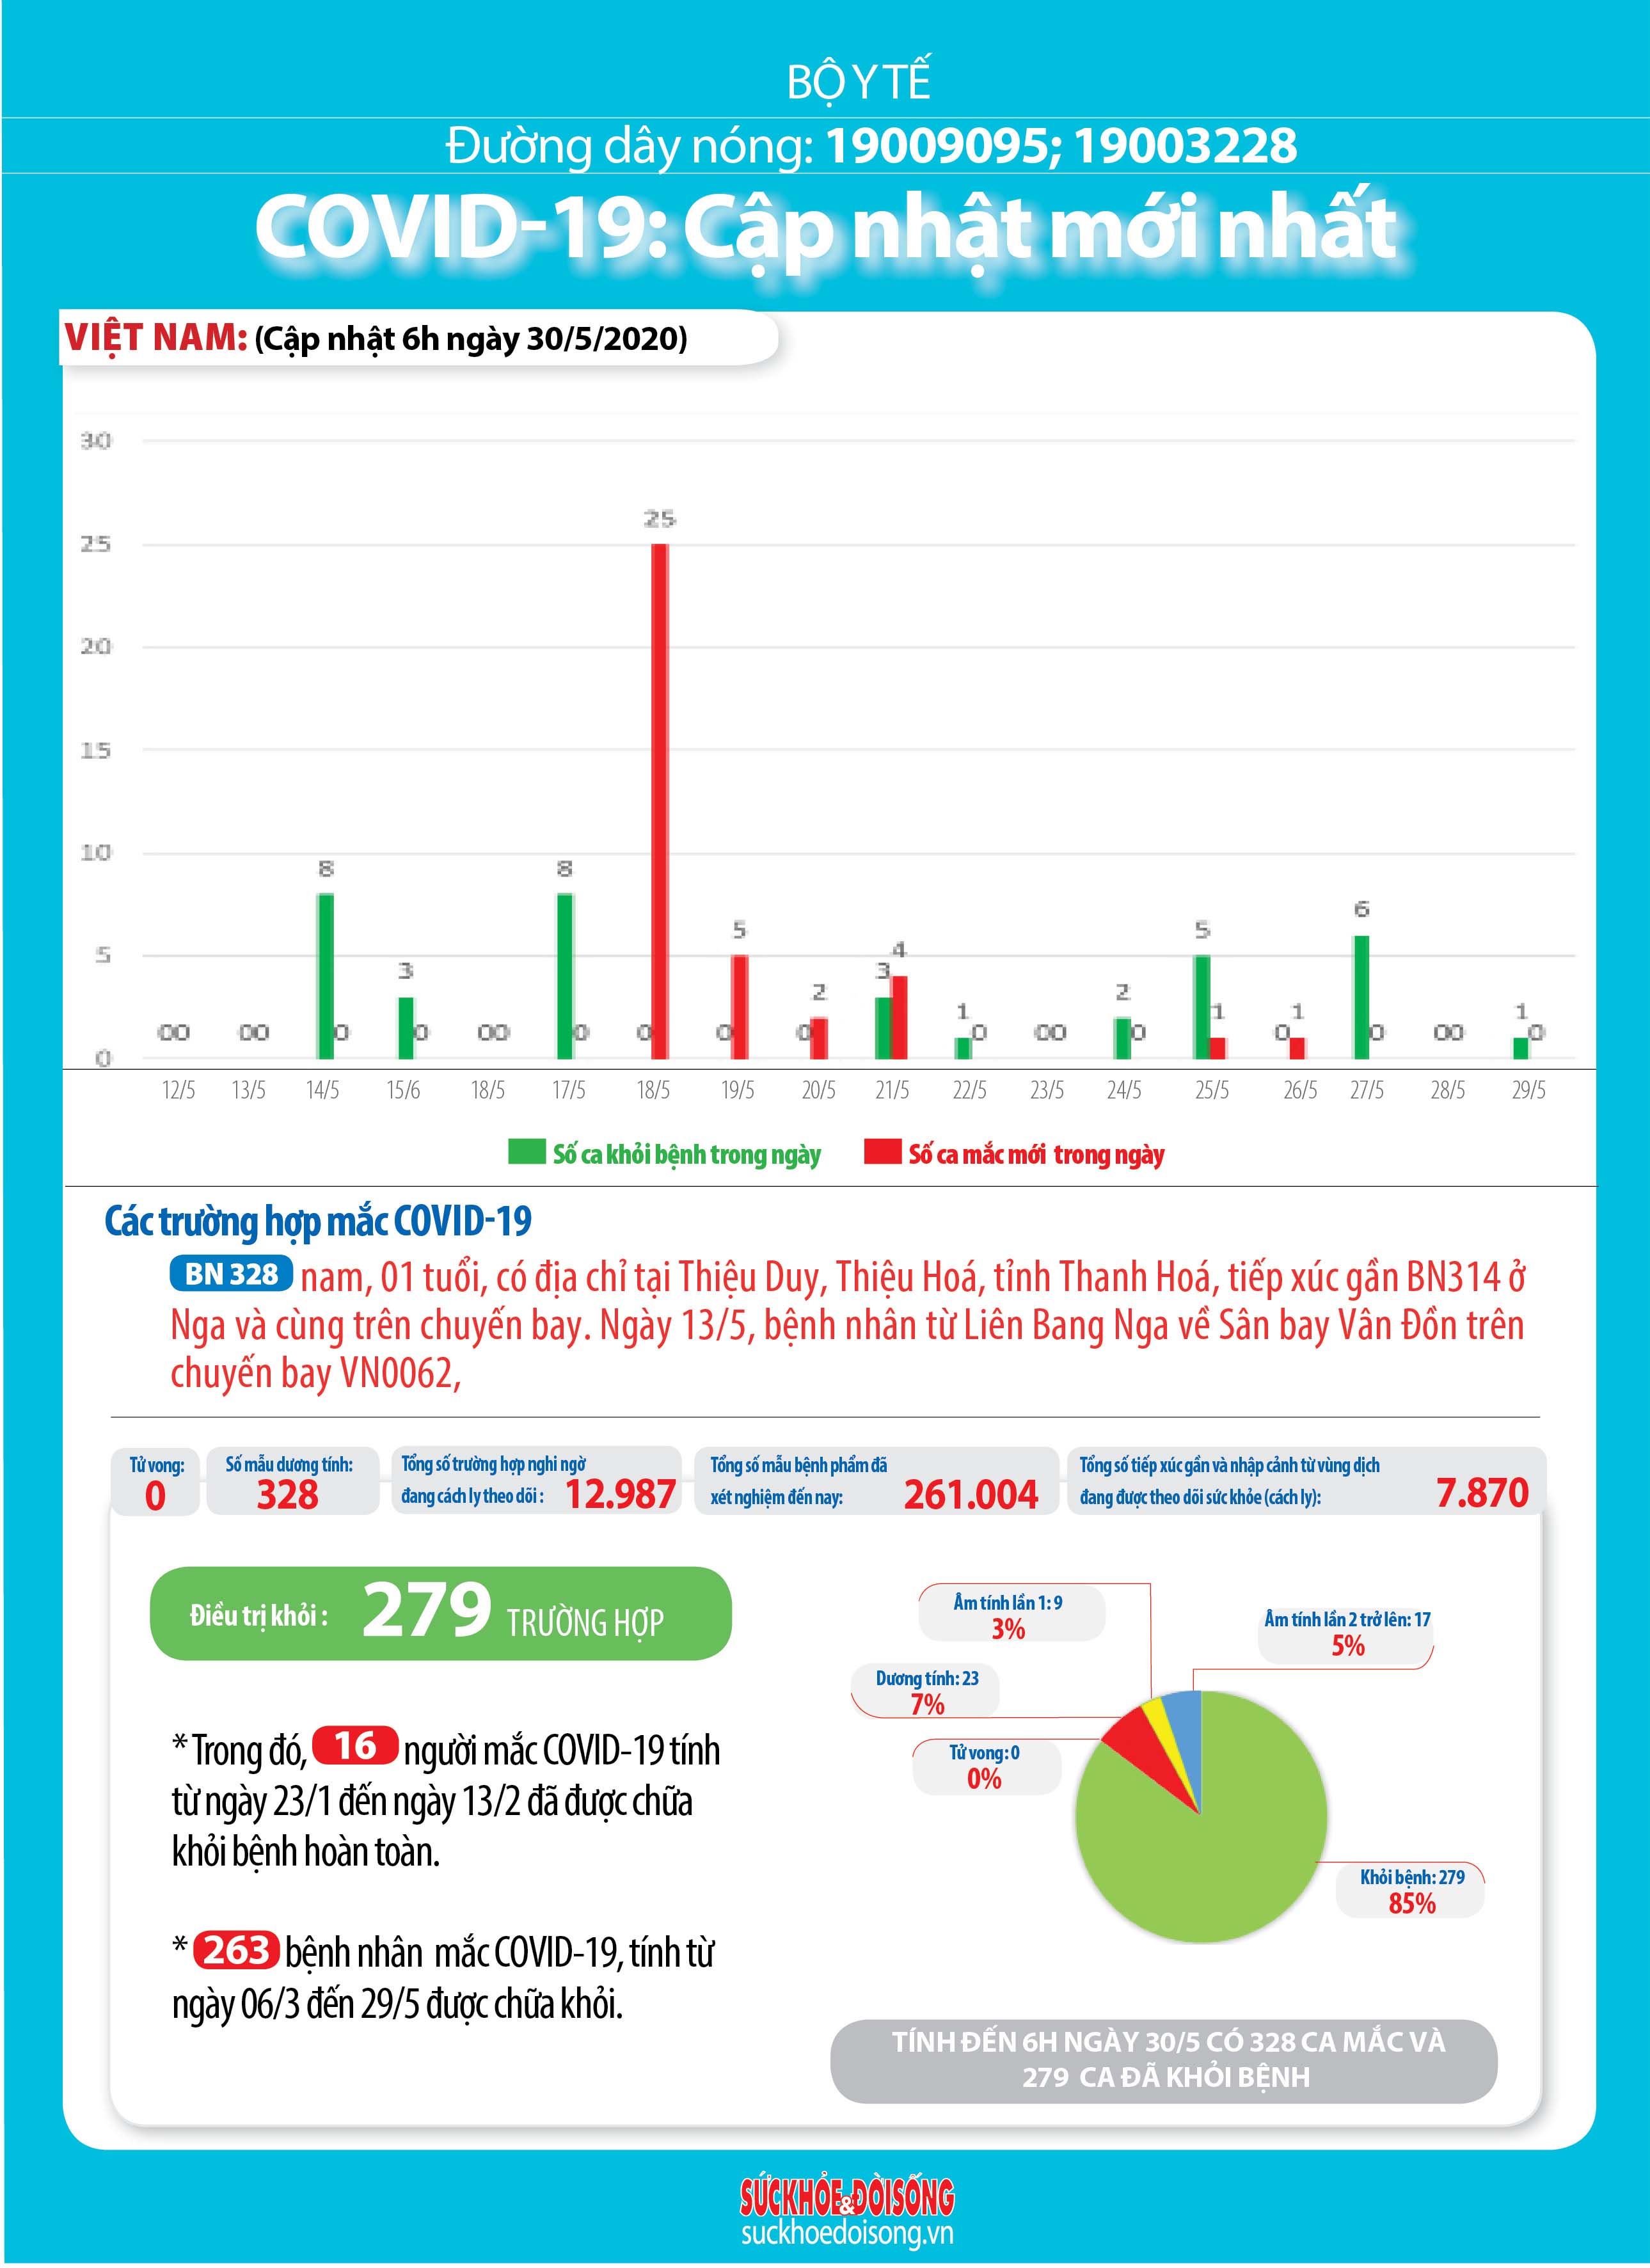 BỘ Y TẾ
Đường dây nóng: 19009095; 19003228
COVID-19: Cập nhật mới nhất
VIỆT NAM: (Cập nhật 6h ngày 30/5/2020)
30
25
20
15
10
5
0
00 00 8 0 3 0 00 8 0 0 25 0 5 0 2 3 4 1 0 00 2 0 5 1 0 1 6 0 00 1 0
12/5 13/5 14/5 15/6 18/5 17/5 18/5 19/5 20/5 21/5 22/5 23/5 24/5 25/5 26/5 27/5 28/5 29/5
Số ca khỏi bệnh trong ngày Số ca mắc mới trong ngày
Các trường hợp mắc COVID-19
BN 328 nam, 01 tuổi, có địa chỉ tại Thiệu Duy, Thiệu Hoá, tỉnh Thanh Hoá, tiếp xúc gần BN314 ở
Nga và cùng trên chuyến bay. Ngày 13/5, bệnh nhân từ Liên Bang Nga về Sân bay Vân Đồn trên
chuyến bay VN0062,
Tử vong:
0
Số mẫu dương tính:
328
Tổng số trường hợp nghi ngờ
đang cách ly theo dõi : 12.987
Tổng số mẫu bệnh phẩm đã
xét nghiệm đến nay: 261.004
Tổng số tiếp xúc gần và nhập cảnh từ vùng dịch
đang được theo dõi sức khỏe (cách ly): 7.870
Điều trị khỏi : 279 TRƯỜNG HỢP
* Trong đó, 16 người mắc COVID-19 tính
từ ngày 23/1 đến ngày 13/2 đã được chữa
khỏi bệnh hoàn toàn.
* 263 bệnh nhân mắc COVID-19, tính từ
ngày 06/3 đến 29/5 được chữa khỏi.
Âm tính lần 1: 9
3%
Âm tính lần 2 trở lên: 17
5%
Dương tính: 23
7%
Tử vong: 0
0%
Khỏi bệnh: 279
85%
TÍNH ĐẾN 6H NGÀY 30/5 CÓ 328 CA MẮC VÀ
279 CA ĐÃ KHỎI BỆNH
SỨC KHỎE & ĐỜI SỐNG
suckhoedoisong.vn